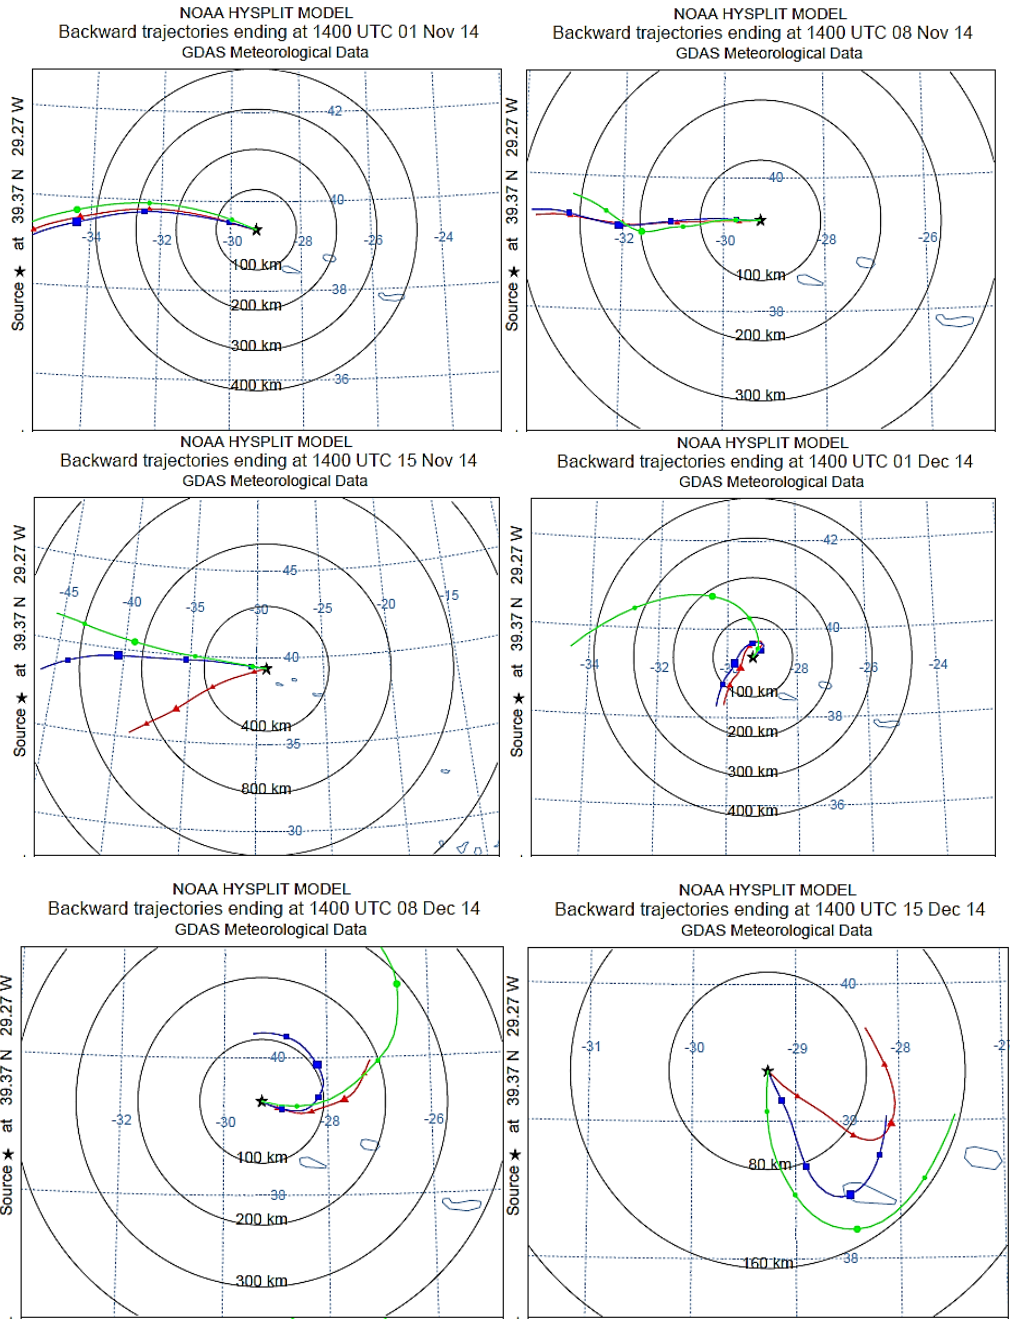 NOAA HYSPLIT MODEL
Backward trajectories ending at 1400 UTC 01 Nov 14
GDAS Meteorological Data
Source ★ at 39.37 N 29.27 W
42
40
-34
-32
-30
-28
-26
-24
100 km
38
200 km
300 km
36
400 km
NOAA HYSPLIT MODEL
Backward trajectories ending at 1400 UTC 08 Nov 14
GDAS Meteorological Data
Source ★ at 39.37 N 29.27 W
40
-32
-30
-28
-26
100 km
38
200 km
300 km
NOAA HYSPLIT MODEL
Backward trajectories ending at 1400 UTC 15 Nov 14
GDAS Meteorological Data
Source ★ at 39.37 N 29.27 W
45
-45
-40
-35
-30
-25
-20
-15
40
400 km
35
800 km
30
NOAA HYSPLIT MODEL
Backward trajectories ending at 1400 UTC 01 Dec 14
GDAS Meteorological Data
Source ★ at 39.37 N 29.27 W
42
40
-34
-32
-30
-28
-26
-24
100 km
38
200 km
300 km
36
400 km
NOAA HYSPLIT MODEL
Backward trajectories ending at 1400 UTC 08 Dec 14
GDAS Meteorological Data
Source ★ at 39.37 N 29.27 W
40
-32
-30
-28
-26
100 km
38
200 km
300 km
NOAA HYSPLIT MODEL
Backward trajectories ending at 1400 UTC 15 Dec 14
GDAS Meteorological Data
Source ★ at 39.37 N 29.27 W
40
-31
-30
-29
-28
-2
39
80 km
38
160 km